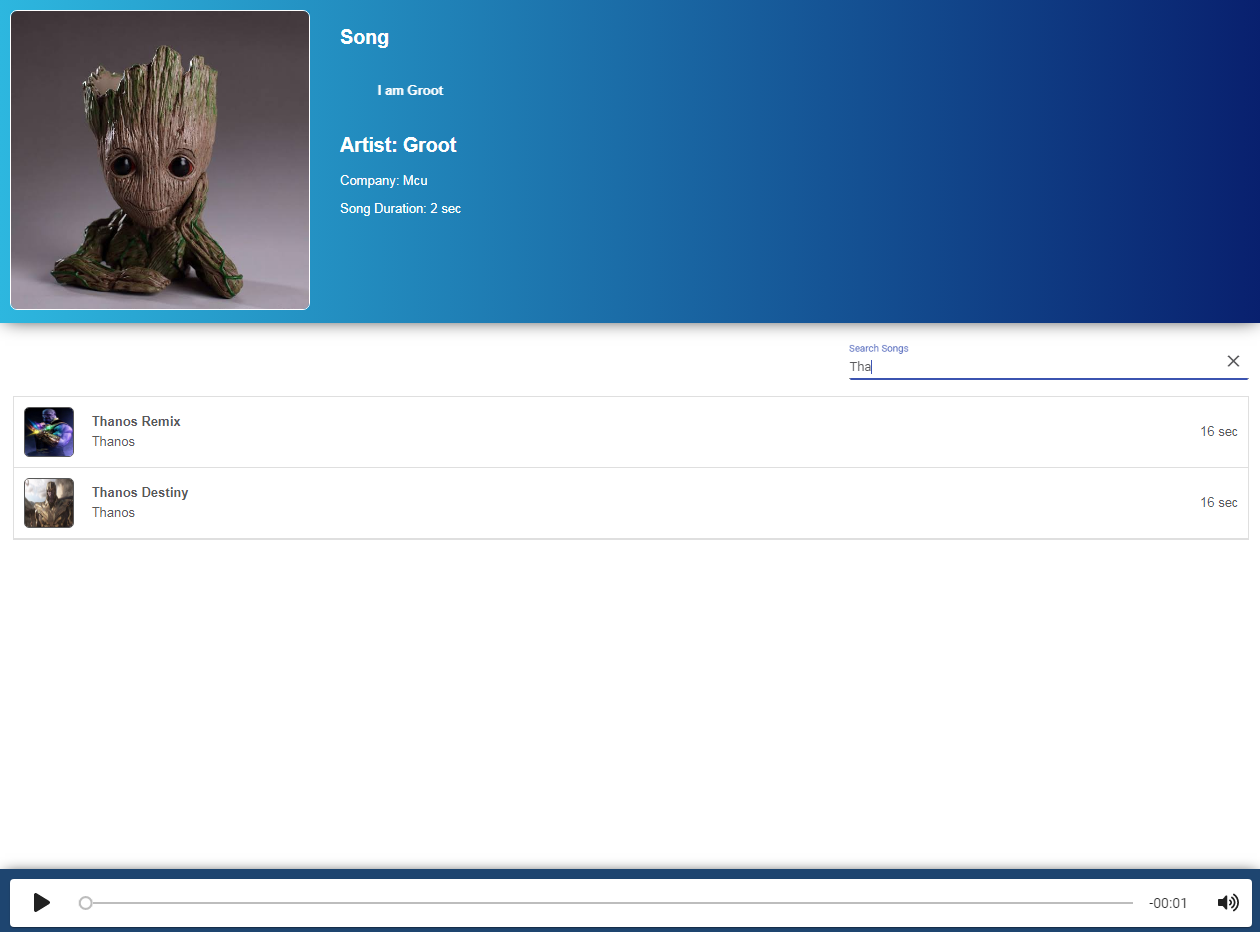 Song
I am Groot
Artist: Groot
Company: Mcu
Song Duration: 2 sec
Search Songs
Tha
Thanos Remix
Thanos
16 sec
Thanos Destiny
Thanos
16 sec
-00:01